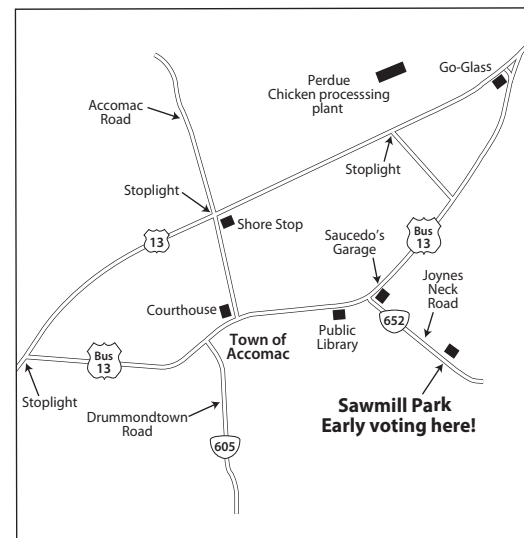 Go-Glass
Perdue
Chicken processsing
plant
Accomac
Road
Stoplight
Stoplight
Shore Stop
13
Saucedo's
Garage
Bus
13
Joynes
Neck
Road
Courthouse
652
Town of
Accomac
Public
Library
Bus
13
Stoplight
Drummondtown
Road
Sawmill Park
Early voting here!
605